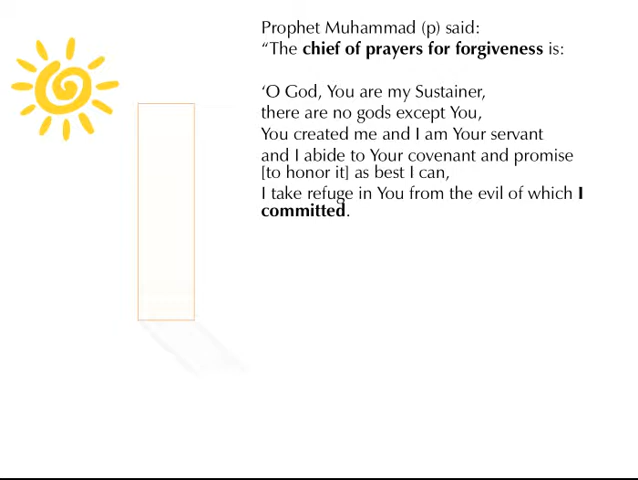 Prophet Muhammad (p) said:
“The chief of prayers for forgiveness is:
‘O God, You are my Sustainer,
there are no gods except You,
You created me and I am Your servant
and I abide to Your covenant and promise
[to honor it] as best I can,
I take refuge in You from the evil of which I
committed.